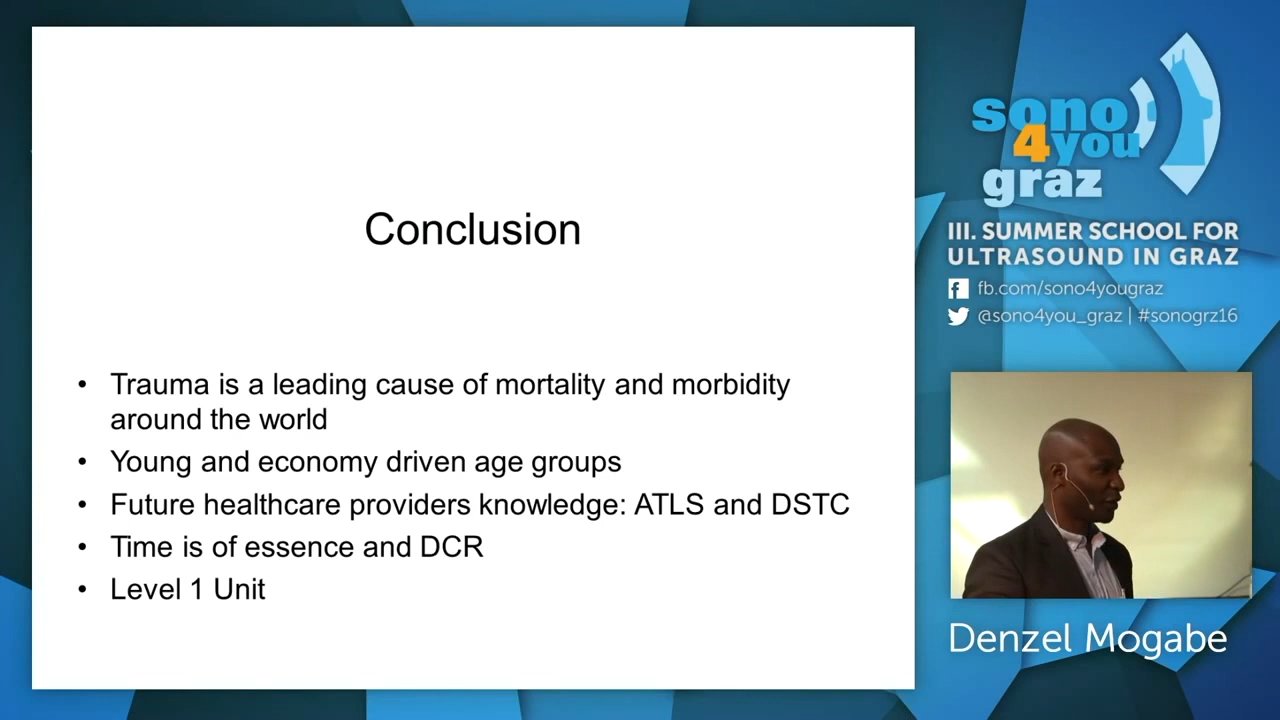 Conclusion
• Trauma is a leading cause of mortality and morbidity
around the world
• Young and economy driven age groups
• Future healthcare providers knowledge: ATLS and DSTC
• Time is of essence and DCR
• Level 1 Unit
sono
4you
graz
III. SUMMER SCHOOL FOR
ULTRASOUND IN GRAZ
fb.com/sono4yougraz
@sono4you_graz | #sonogrz16
Denzel Mogabe